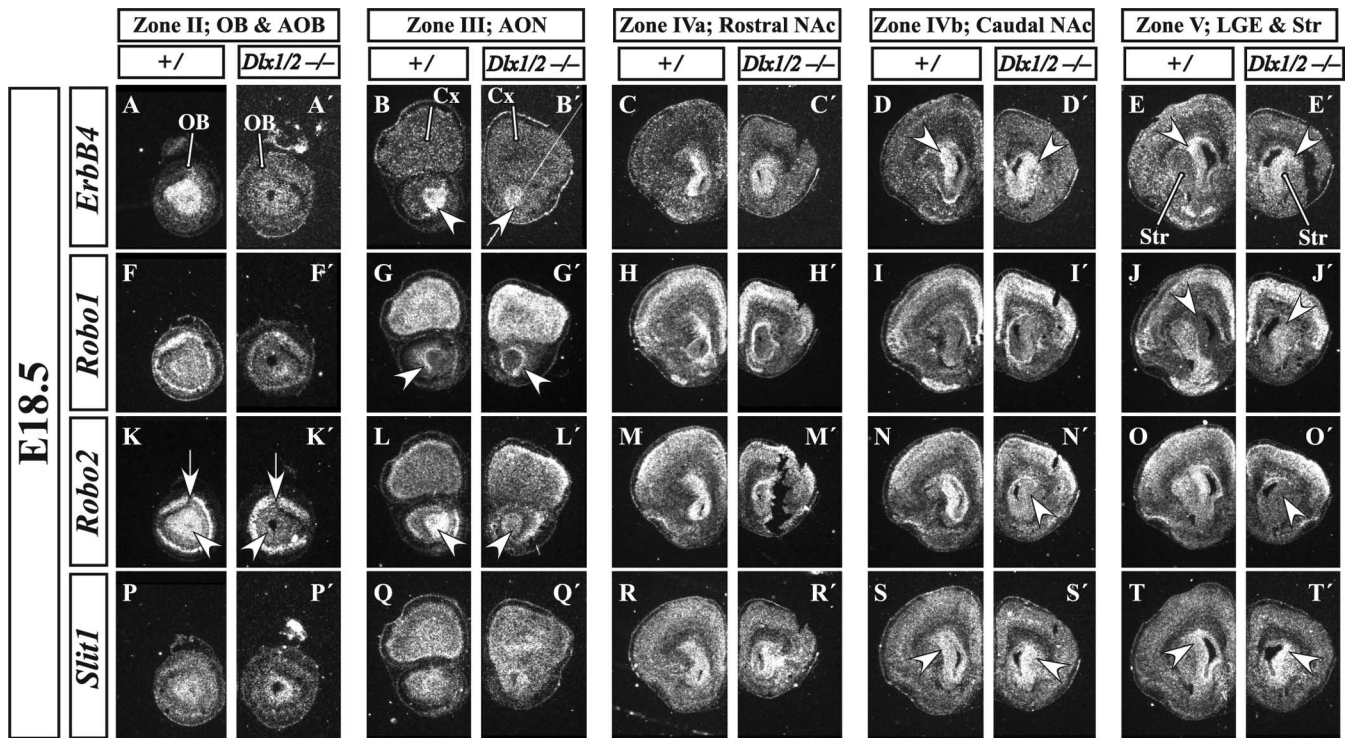 Zone II; OB & AOB Zone III; AON Zone IVa; Rostral NAc Zone IVb; Caudal NAc Zone V; LGE & Str
+/ Dlx1/2 –/– +/ Dlx1/2 –/– +/ Dlx1/2 –/– +/ Dlx1/2 –/– +/ Dlx1/2 –/–
E18.5
ErbB4
A A´ B B´ C C´ D D´ E E´
OB OB Cx Cx
Str Str
Robo1
F F´ G G´ H H´ I I´ J J´
Robo2
K K´ L L´ M M´ N N´ O O´
Slit1
P P´ Q Q´ R R´ S S´ T T´